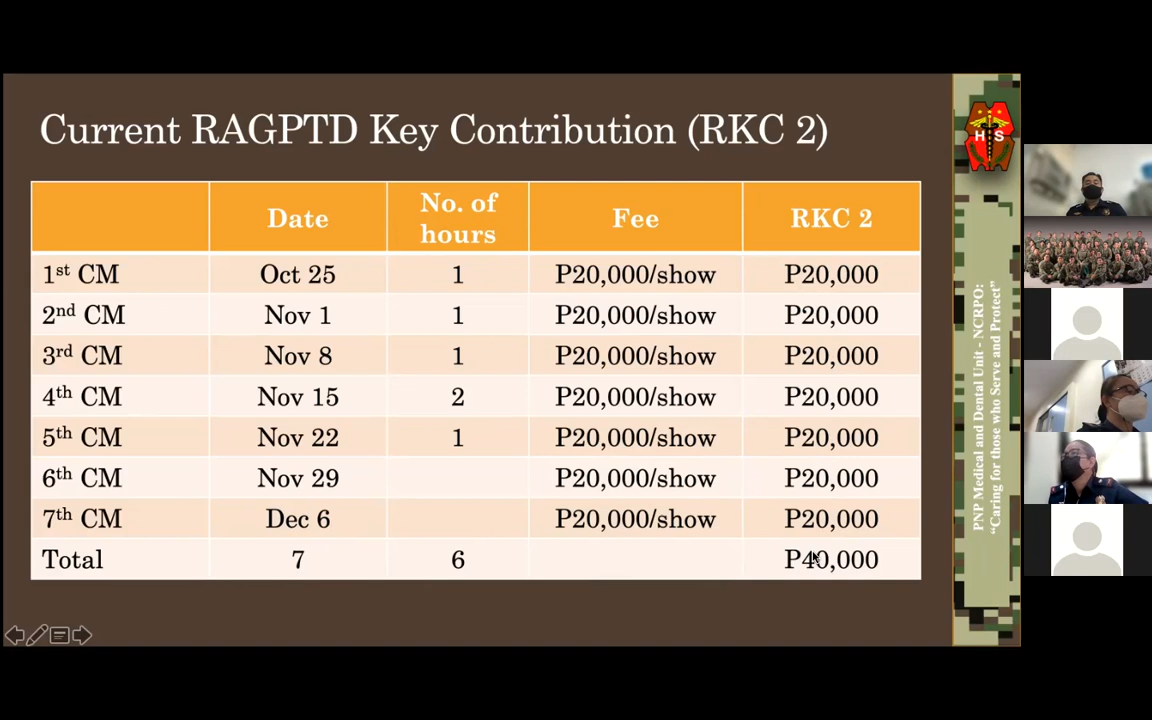 Current RAGPTD Key Contribution (RKC 2)
Date No. of hours Fee RKC 2
1st CM Oct 25 1 P20,000/show P20,000
2nd CM Nov 1 1 P20,000/show P20,000
3rd CM Nov 8 1 P20,000/show P20,000
4th CM Nov 15 2 P20,000/show P20,000
5th CM Nov 22 1 P20,000/show P20,000
6th CM Nov 29 P20,000/show P20,000
7th CM Dec 6 P20,000/show P20,000
Total 7 6 P40,000
H S
PNP Medical and Dental Unit - NCRPO:
“Caring for those who Serve and Protect”